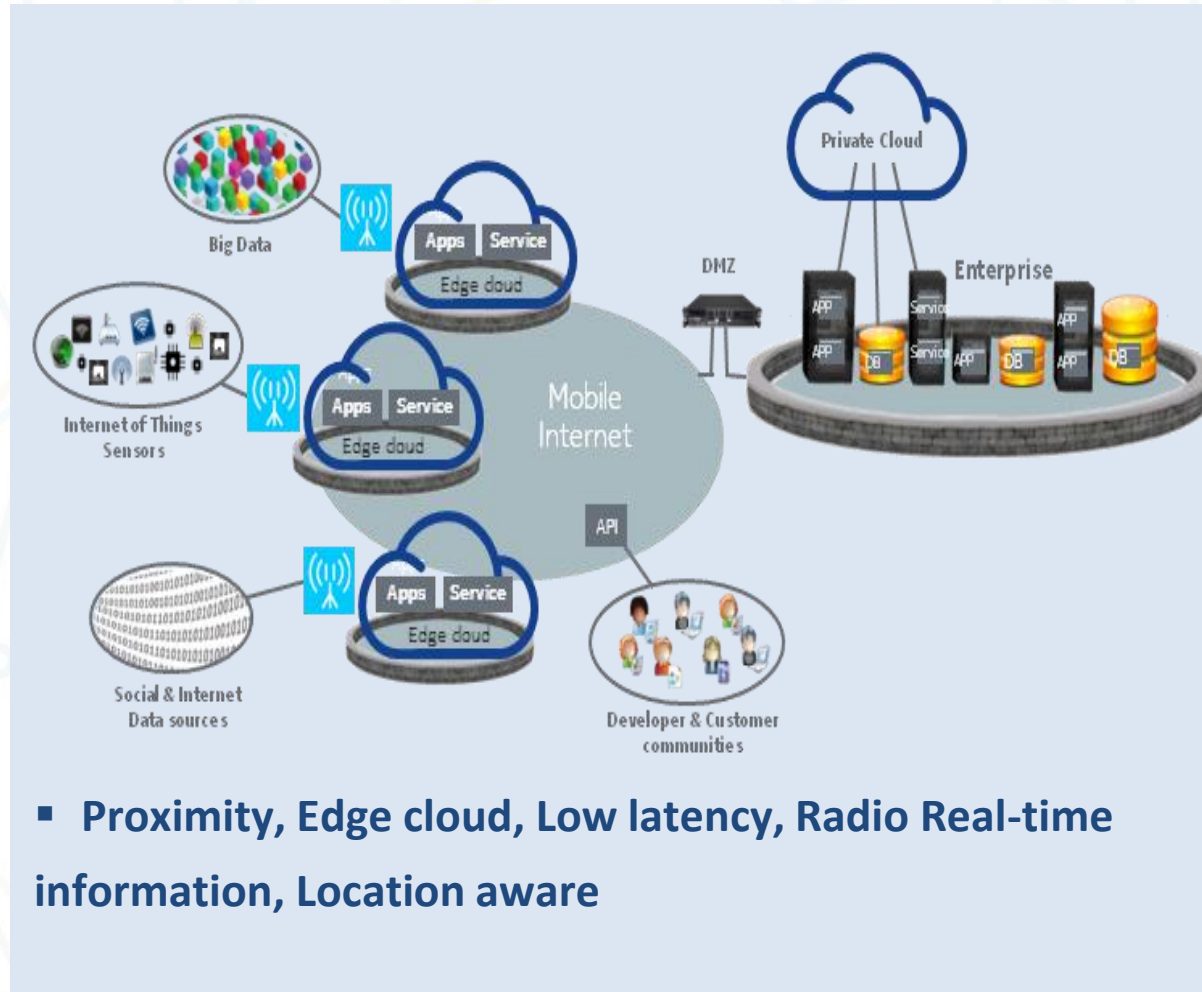 Private Cloud
Big Data
Apps Service
Edge cloud
DMZ
Enterprise
APP
APP
DB
Service
Service
APP
DB
APP
APP
DB
Internet of Things
Sensors
Apps Service
Edge cloud
Mobile
Internet
API
Social & Internet
Data sources
Apps Service
Edge cloud
Developer & Customer
communities
▪ Proximity, Edge cloud, Low latency, Radio Real-time
information, Location aware